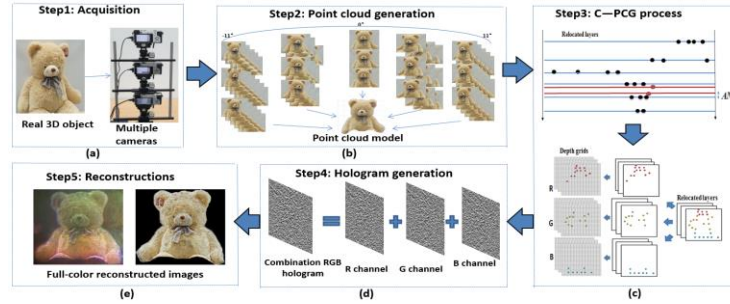 Step1: Acquisition
Real 3D object
Multiple
cameras
(a)
Step2: Point cloud generation
-11°
0°
11°
Point cloud model
(b)
Step3: C—PCG process
Relocated layers
Depth grids
R
G
B
Relocated
layers
(c)
Step4: Hologram generation
Combination RGB
hologram
R channel
G channel
B channel
(d)
Step5: Reconstructions
Full-color reconstructed images
(e)